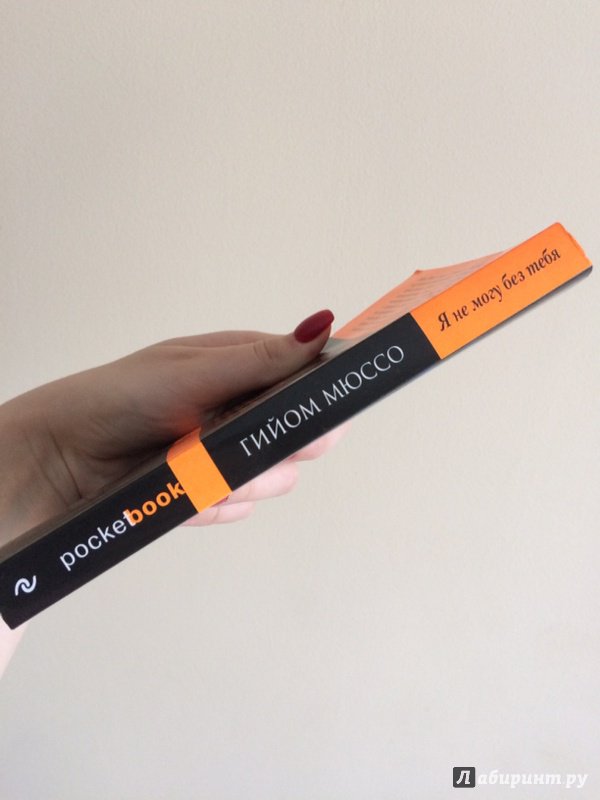 Я не могу без тебя
ГИЙОМ МЮССО
pocketbook
Лабиринт.ру